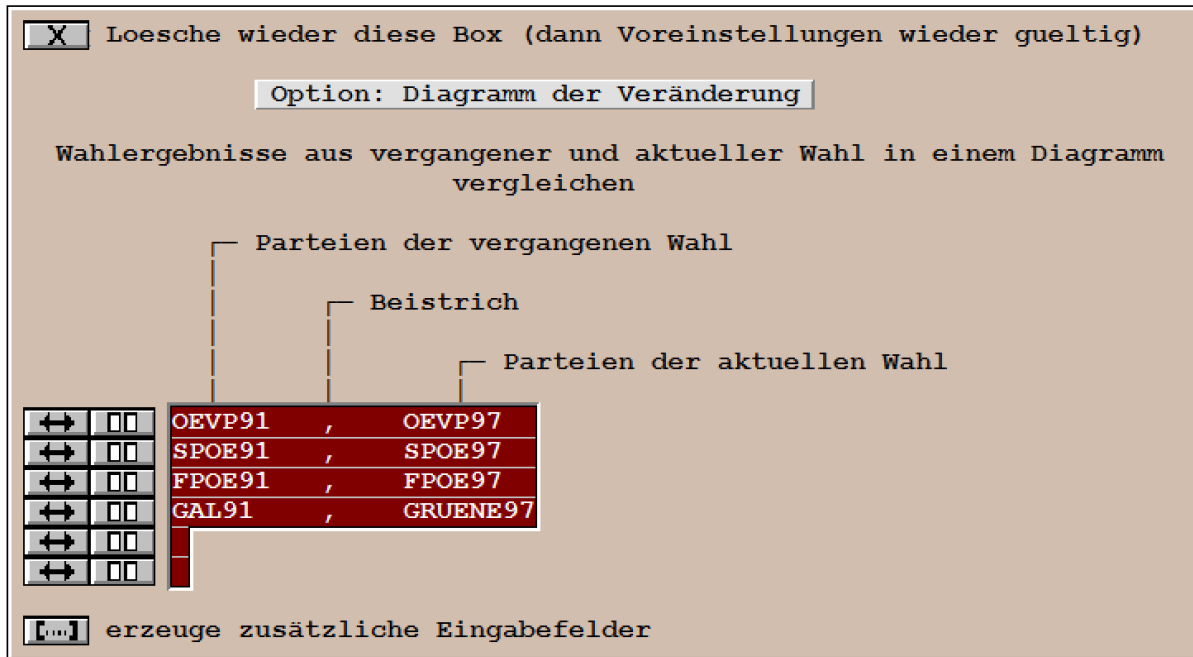 X Loesche wieder diese Box (dann Voreinstellungen wieder gueltig)
Option: Diagramm der Veränderung
Wahlergebnisse aus vergangener und aktueller Wahl in einem Diagramm
vergleichen
Parteien der vergangenen Wahl
Beistrich
Parteien der aktuellen Wahl
OEVP91 , OEVP97
SPOE91 , SPOE97
FPOE91 , FPOE97
GAL91 , GRUENE97
[....] erzeuge zusätzliche Eingabefelder